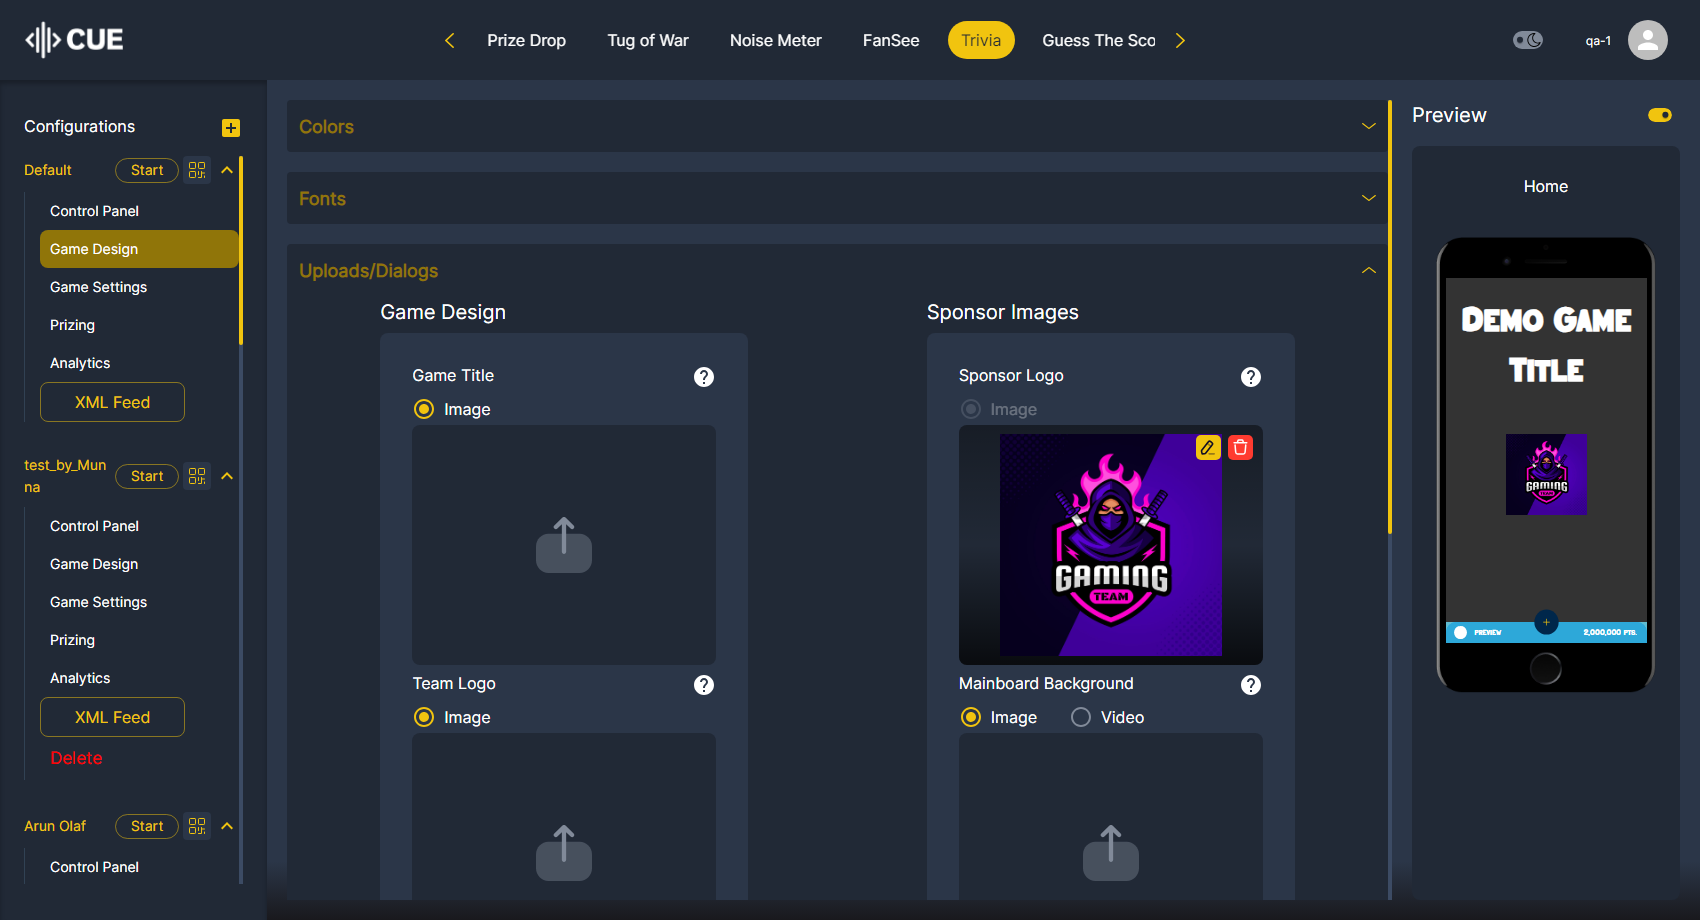 CUE
Prize Drop
Tug of War
Noise Meter
FanSee
Trivia
Guess The Sco
qa-1
Configurations
Default
Start
Control Panel
Game Design
Game Settings
Prizing
Analytics
XML Feed
test_by_Mun
na
Start
Control Panel
Game Design
Game Settings
Prizing
Analytics
XML Feed
Delete
Arun Olaf
Start
Control Panel
Colors
Fonts
Uploads/Dialogs
Game Design
Game Title
?
Image
Team Logo
?
Image
Sponsor Images
Sponsor Logo
?
Image
GAMING
TEAM
Mainboard Background
?
Image
Video
Preview
Home
DEMO GAME
TITLE
GAMING
TEAM
PREVIEW
+
2,000,000 PTS.